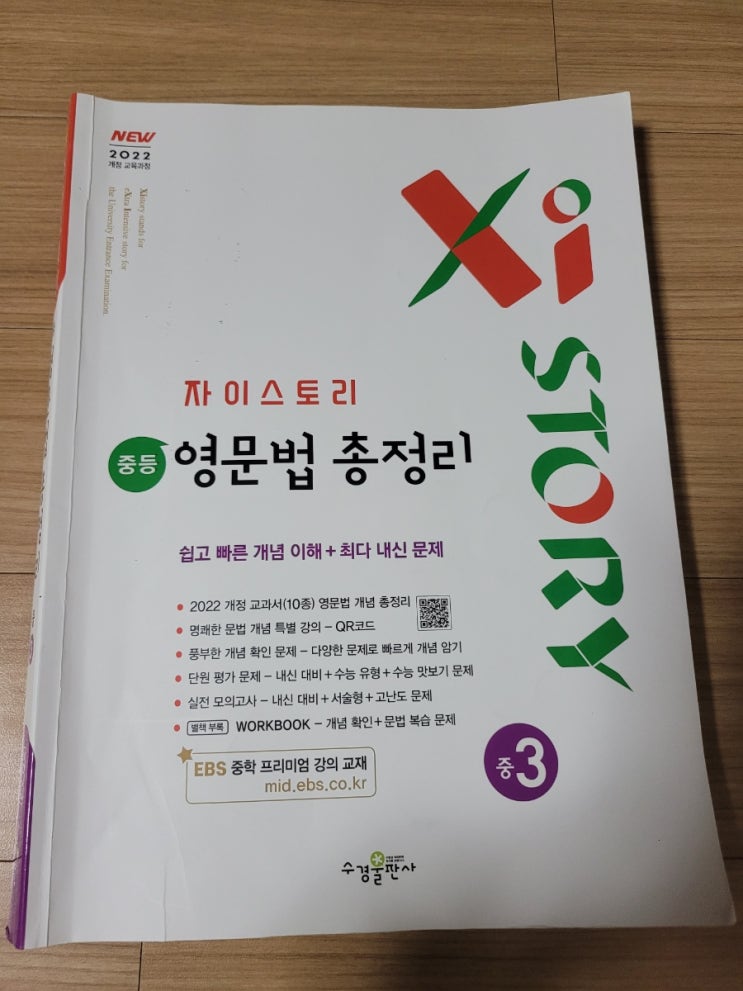 NEW
2022
개정 교육과정
Xistory stands for
eXtra Intensive story for
the University Entrance Examination.
Xi
STORY
자이스토리
중등 영문법 총정리
쉽고 빠른 개념 이해+최다 내신 문제
• 2022 개정 교과서(10종) 영문법 개념 총정리
• 명쾌한 문법 개념 특별 강의 – QR코드
• 풍부한 개념 확인 문제 – 다양한 문제로 빠르게 개념 암기
• 단원 평가 문제 – 내신 대비+수능 유형+수능 맛보기 문제
• 실전 모의고사 – 내신 대비+서술형+고난도 문제
• 별책 부록 WORKBOOK – 개념 확인+문법 복습 문제
EBS 중학 프리미엄 강의 교재
mid.ebs.co.kr
중3
수경출판사